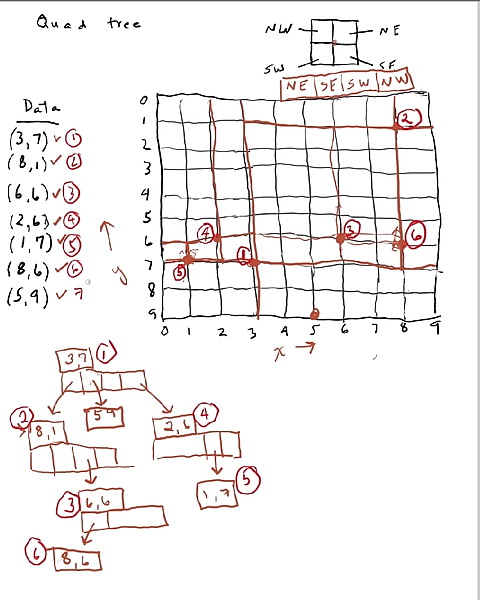 Quad tree
NW NE
SW SE
NE SE SW NW
Data
(3,7) ✓ ①
(8,1) ✓ ②
(6,6) ✓ ③
(2,6) ✓ ④
(1,7) ✓ ⑤
(8,6) ✓ ⑥
(5,9) ✓ 7
0
1
2
3
4
5
6
7
8
9
②
④ ③ ⑥
⑤ ①
y
0 1 2 3 4 5 6 7 8 9
x →
3,7 ①
② 8,1 5 9 2,6 ④
③ 6,6 1,7 ⑤
⑥ 8,6